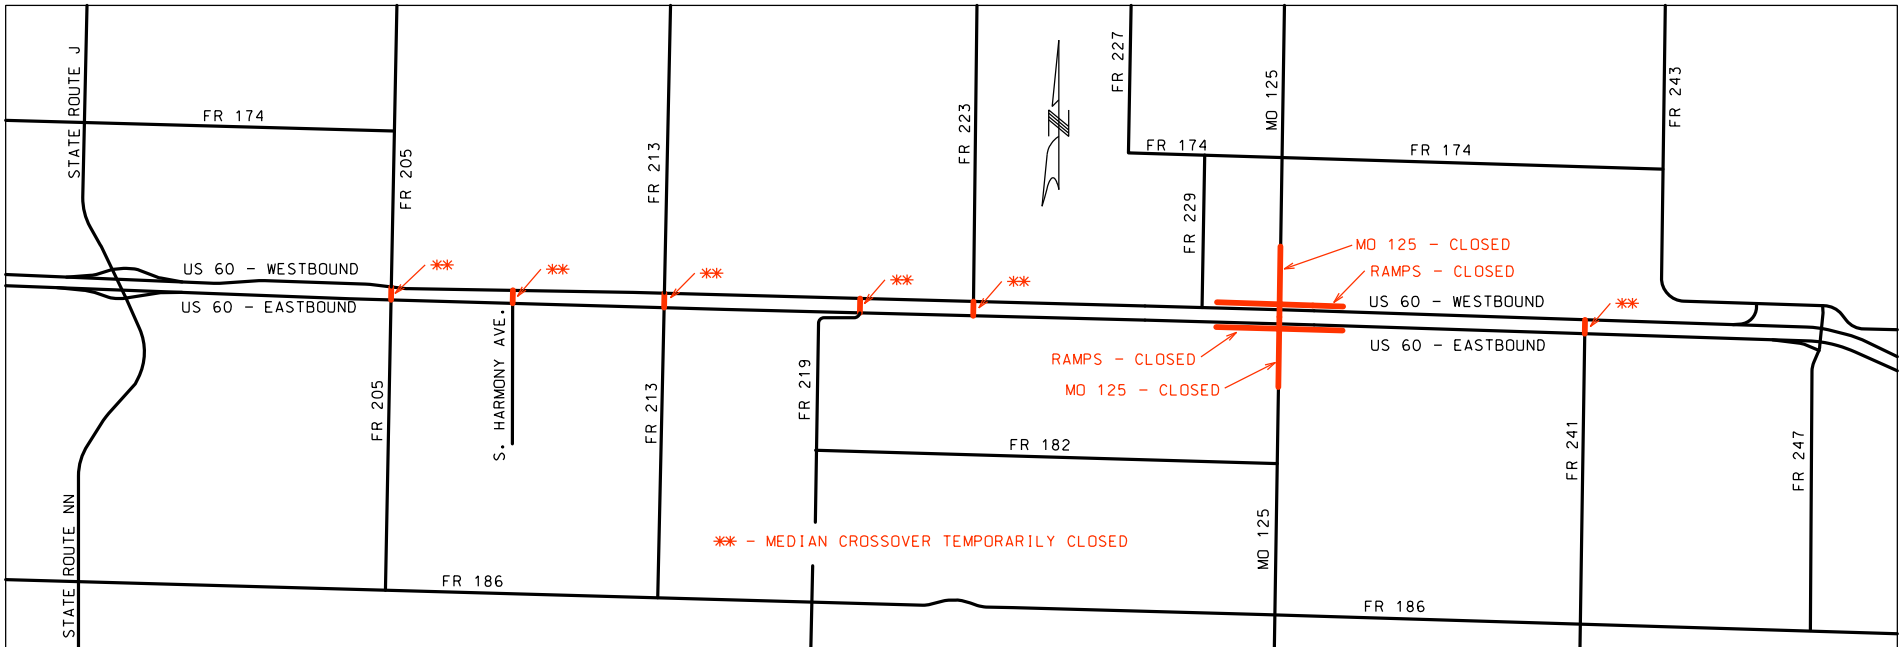 STATE ROUTE J
FR 174
FR 205
FR 213
FR 223
N
FR 227
FR 174
FR 229
MO 125
FR 174
FR 243
US 60 - WESTBOUND
US 60 - EASTBOUND
**
**
**
**
**
MO 125 - CLOSED
RAMPS - CLOSED
US 60 - WESTBOUND
**
US 60 - EASTBOUND
RAMPS - CLOSED
MO 125 - CLOSED
FR 205
S. HARMONY AVE.
FR 213
FR 219
FR 182
FR 241
FR 247
STATE ROUTE NN
** - MEDIAN CROSSOVER TEMPORARILY CLOSED
MO 125
FR 186
FR 186